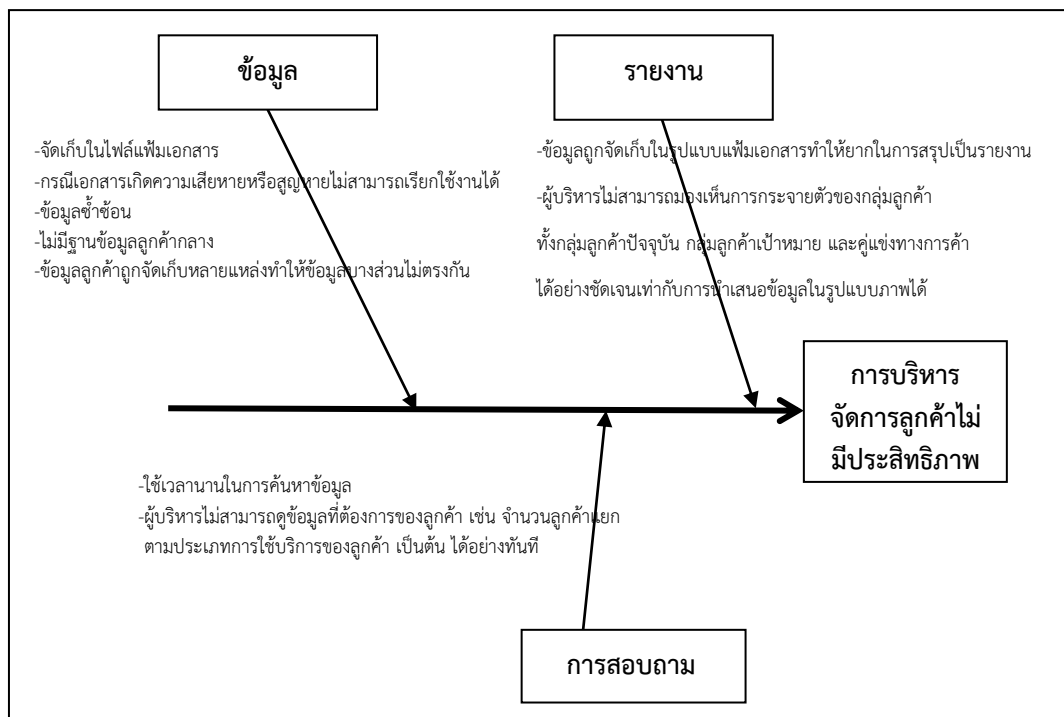 ข้อมูล
-จัดเก็บในไฟล์แฟ้มเอกสาร
-กรณีเอกสารเกิดความเสียหายหรือสูญหายไม่สามารถเรียกใช้งานได้
-ข้อมูลซ้ำซ้อน
-ไม่มีฐานข้อมูลลูกค้ากลาง
-ข้อมูลลูกค้าถูกจัดเก็บหลายแหล่งทำให้ข้อมูลบางส่วนไม่ตรงกัน
รายงาน
-ข้อมูลถูกจัดเก็บในรูปแบบแฟ้มเอกสารทำให้ยากในการสรุปเป็นรายงาน
-ผู้บริหารไม่สามารถมองเห็นการกระจายตัวของกลุ่มลูกค้า
ทั้งกลุ่มลูกค้าปัจจุบัน กลุ่มลูกค้าเป้าหมาย และคู่แข่งทางการค้า
ได้อย่างชัดเจนเท่ากับการนำเสนอข้อมูลในรูปแบบภาพได้
การบริหาร
จัดการลูกค้าไม่
มีประสิทธิภาพ
-ใช้เวลานานในการค้นหาข้อมูล
-ผู้บริหารไม่สามารถดูข้อมูลที่ต้องการของลูกค้า เช่น จำนวนลูกค้าแยก
ตามประเภทการใช้บริการของลูกค้า เป็นต้น ได้อย่างทันที
การสอบถาม